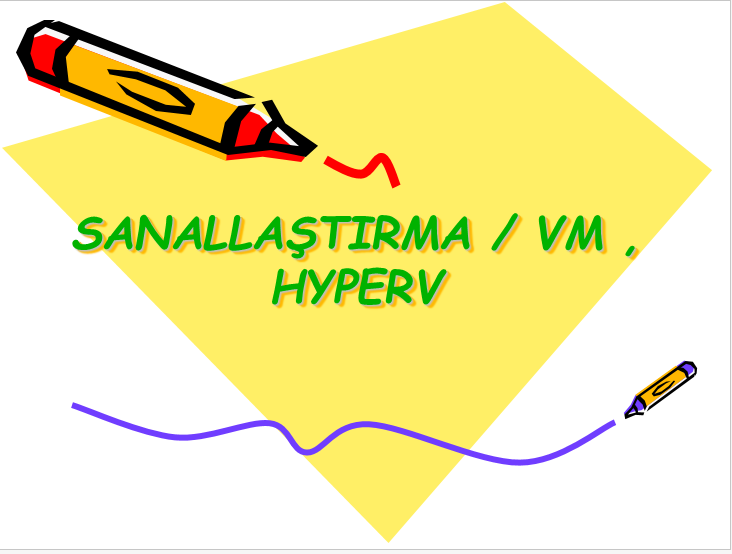 SANALLAŞTIRMA / VM ,
HYPERV